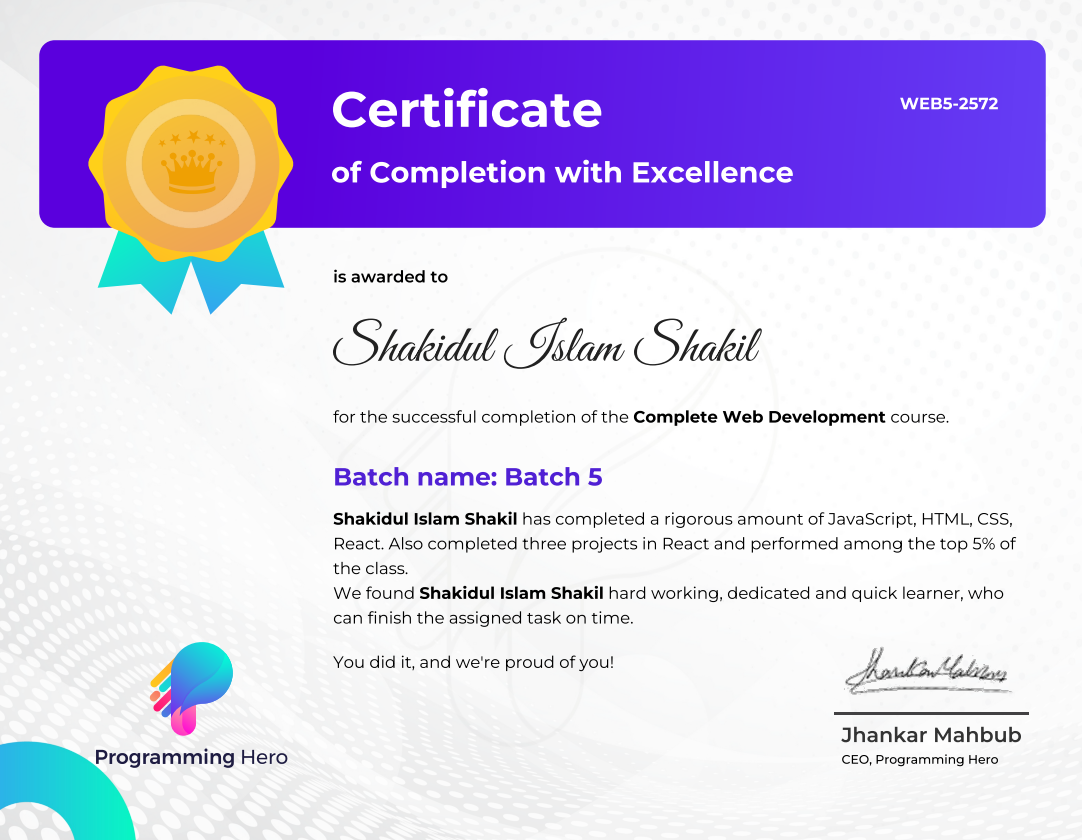 Certificate
WEB5-2572
of Completion with Excellence
is awarded to
Shakidul Islam Shakil
for the successful completion of the Complete Web Development course.
Batch name: Batch 5
Shakidul Islam Shakil has completed a rigorous amount of JavaScript, HTML, CSS,
React. Also completed three projects in React and performed among the top 5% of
the class.
We found Shakidul Islam Shakil hard working, dedicated and quick learner, who
can finish the assigned task on time.
You did it, and we're proud of you!
Jhankar Mahbub
Jhankar Mahbub
CEO, Programming Hero
Programming Hero